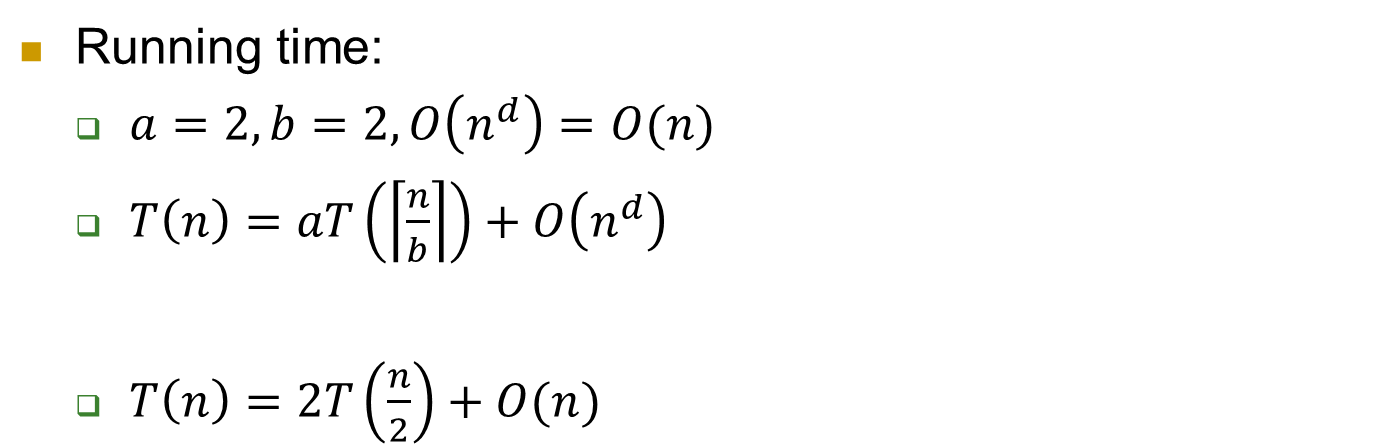 Running time:
a = 2, b = 2, O(n^d) = O(n)
T(n) = aT(⌈n/b⌉) + O(n^d)
T(n) = 2T(n/2) + O(n)